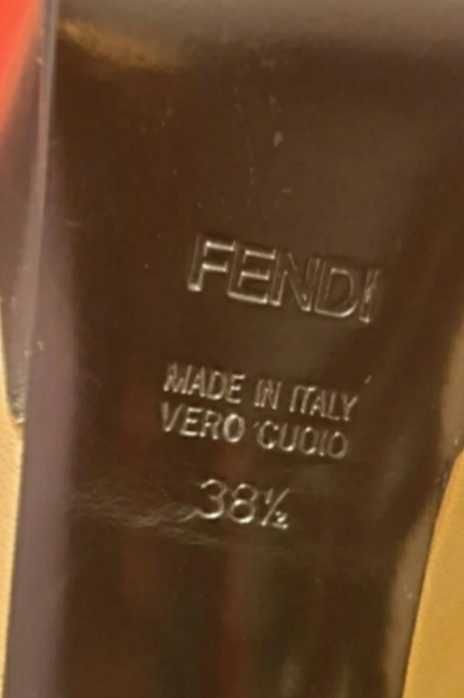 FENDI
MADE IN ITALY
VERO CUOIO
38½